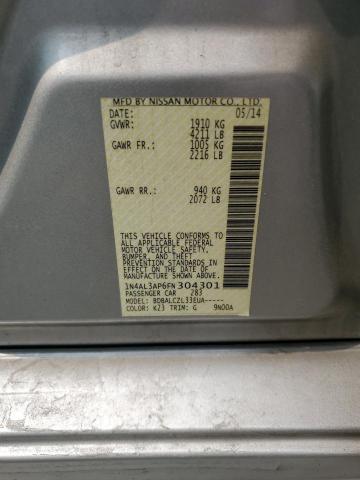 MFD BY NISSAN MOTOR CO., LTD.
DATE: 05/14
GVWR: 1910 KG
4211 LB
GAWR FR.: 1005 KG
2216 LB
GAWR RR.: 940 KG
2072 LB
THIS VEHICLE CONFORMS TO ALL
APPLICABLE FEDERAL
MOTOR VEHICLE SAFETY,
BUMPER, AND THEFT
PREVENTION STANDARDS
IN EFFECT ON THE DATE
OF MANUFACTURE
SHOWN ABOVE.
1N4AL3AP6FN304301
PASSENGER CAR 283
MODEL: BDBALCZL33EUA-----
COLOR: K23 TRIM: G 9N00A